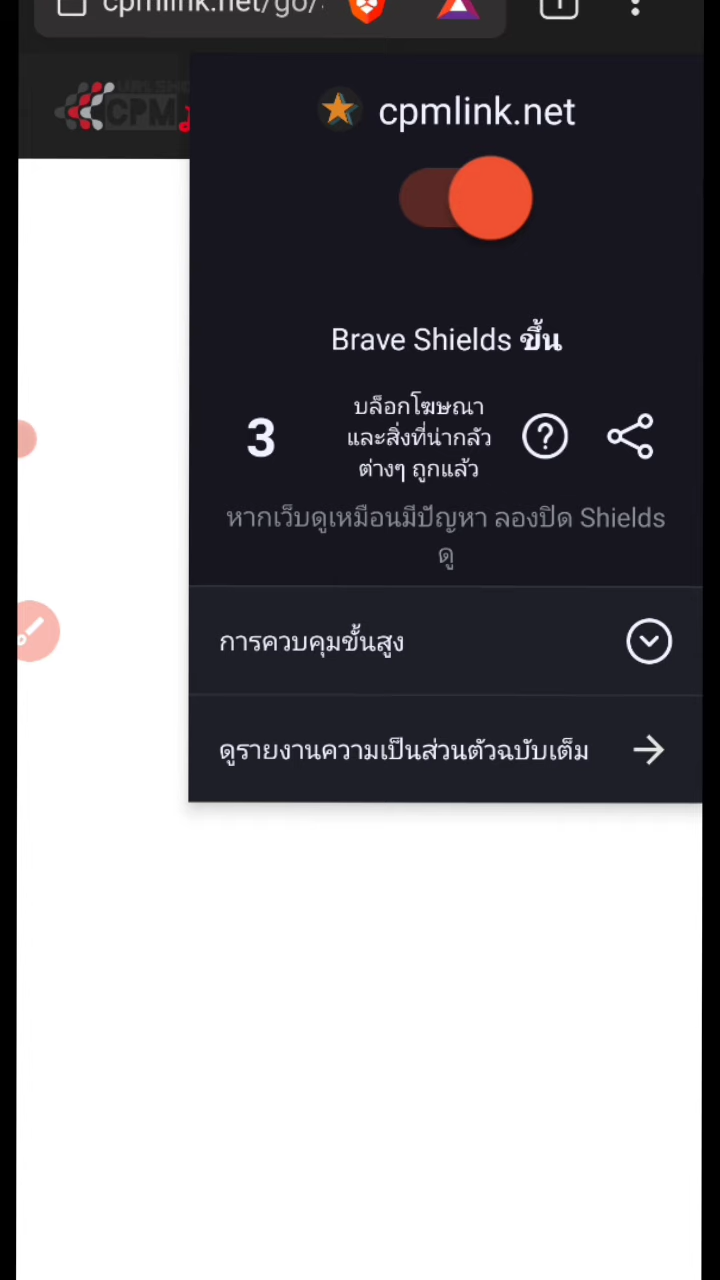 cpmlink.net/go/
CPM
cpmlink.net
Brave Shields ขึ้น
3
บล็อกโฆษณา
และสิ่งที่น่ากลัว
ต่างๆ ถูกแล้ว
หากเว็บดูเหมือนมีปัญหา ลองปิด Shields
ดู
การควบคุมขั้นสูง
ดูรายงานความเป็นส่วนตัวฉบับเต็ม